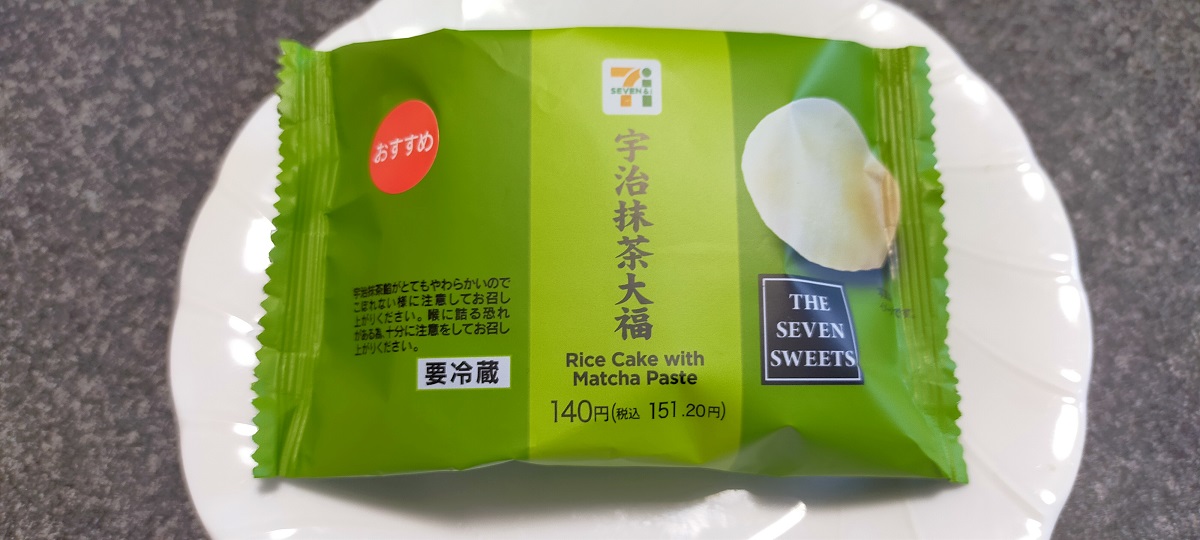 おすすめ
宇治抹茶餡がとてもやわらかいので
こぼれない様に注意してお召し
上がりください。喉に詰る恐れ
がある為、十分に注意をしてお召し
上がりください。
要冷蔵
7i
SEVEN&i
宇治抹茶大福
Rice Cake with
Matcha Paste
140円(税込 151.20円)
THE
SEVEN
SWEETS